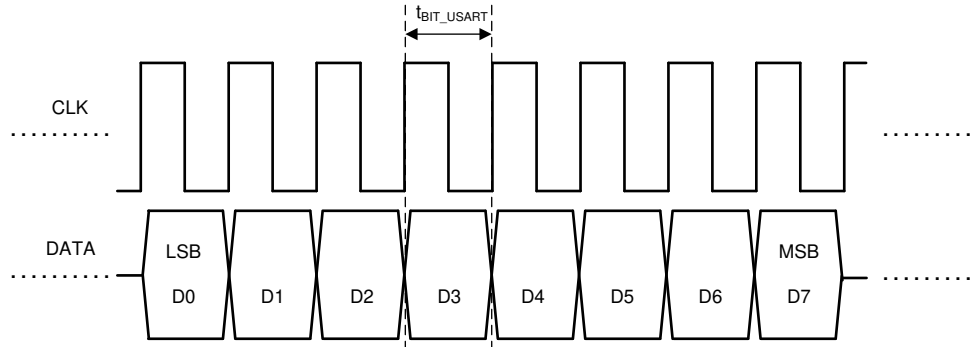 tBIT_USART
CLK
DATA
LSB
MSB
D0 D1 D2 D3 D4 D5 D6 D7